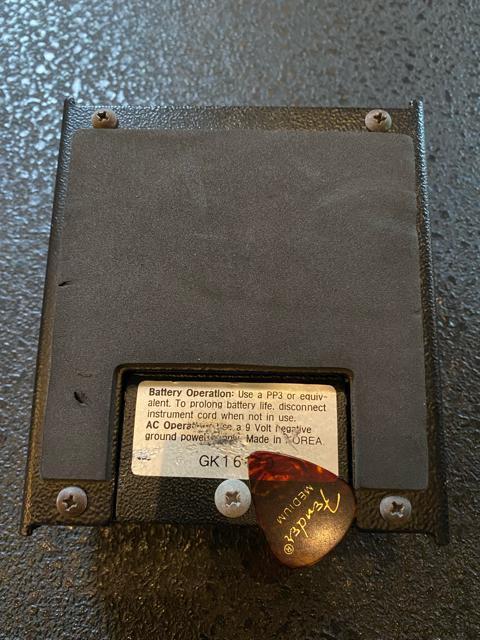 Battery Operation: Use a PP3 or equiv-
alent. To prolong battery life, disconnect
instrument cord when not in use.
AC Operation: Use a 9 Volt negative
ground power supply. Made in KOREA
GK16
Fender®
MEDIUM